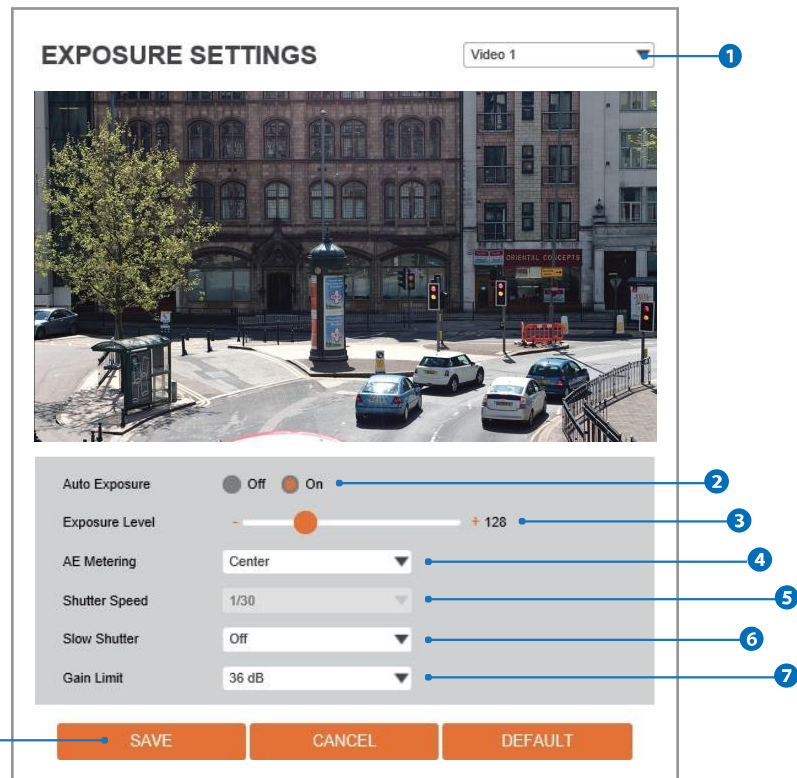 EXPOSURE SETTINGS
Video 1
1
ORIENTAL CONCEPTS
Auto Exposure
Off
On
2
Exposure Level
-
+ 128
3
AE Metering
Center
4
Shutter Speed
1/30
5
Slow Shutter
Off
6
Gain Limit
36 dB
7
SAVE
CANCEL
DEFAULT